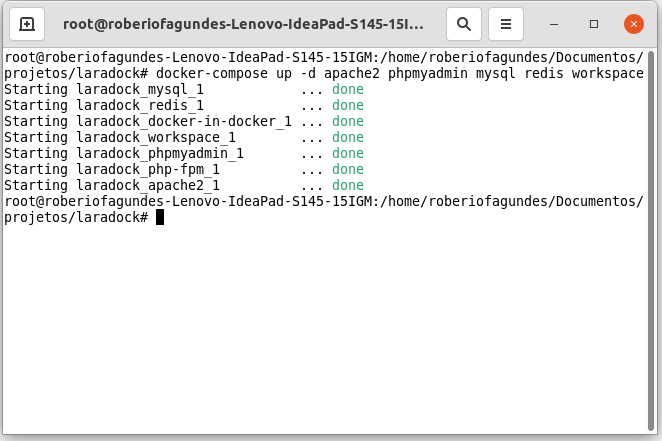 root@roberiofagundes-Lenovo-IdeaPad-S145-15I...
root@roberiofagundes-Lenovo-IdeaPad-S145-15IGM:/home/roberiofagundes/Documentos/
projetos/laradock# docker-compose up -d apache2 phpmyadmin mysql redis workspace
Starting laradock_mysql_1            ... done
Starting laradock_redis_1            ... done
Starting laradock_docker-in-docker_1 ... done
Starting laradock_workspace_1        ... done
Starting laradock_phpmyadmin_1       ... done
Starting laradock_php-fpm_1          ... done
Starting laradock_apache2_1          ... done
root@roberiofagundes-Lenovo-IdeaPad-S145-15IGM:/home/roberiofagundes/Documentos/
projetos/laradock#